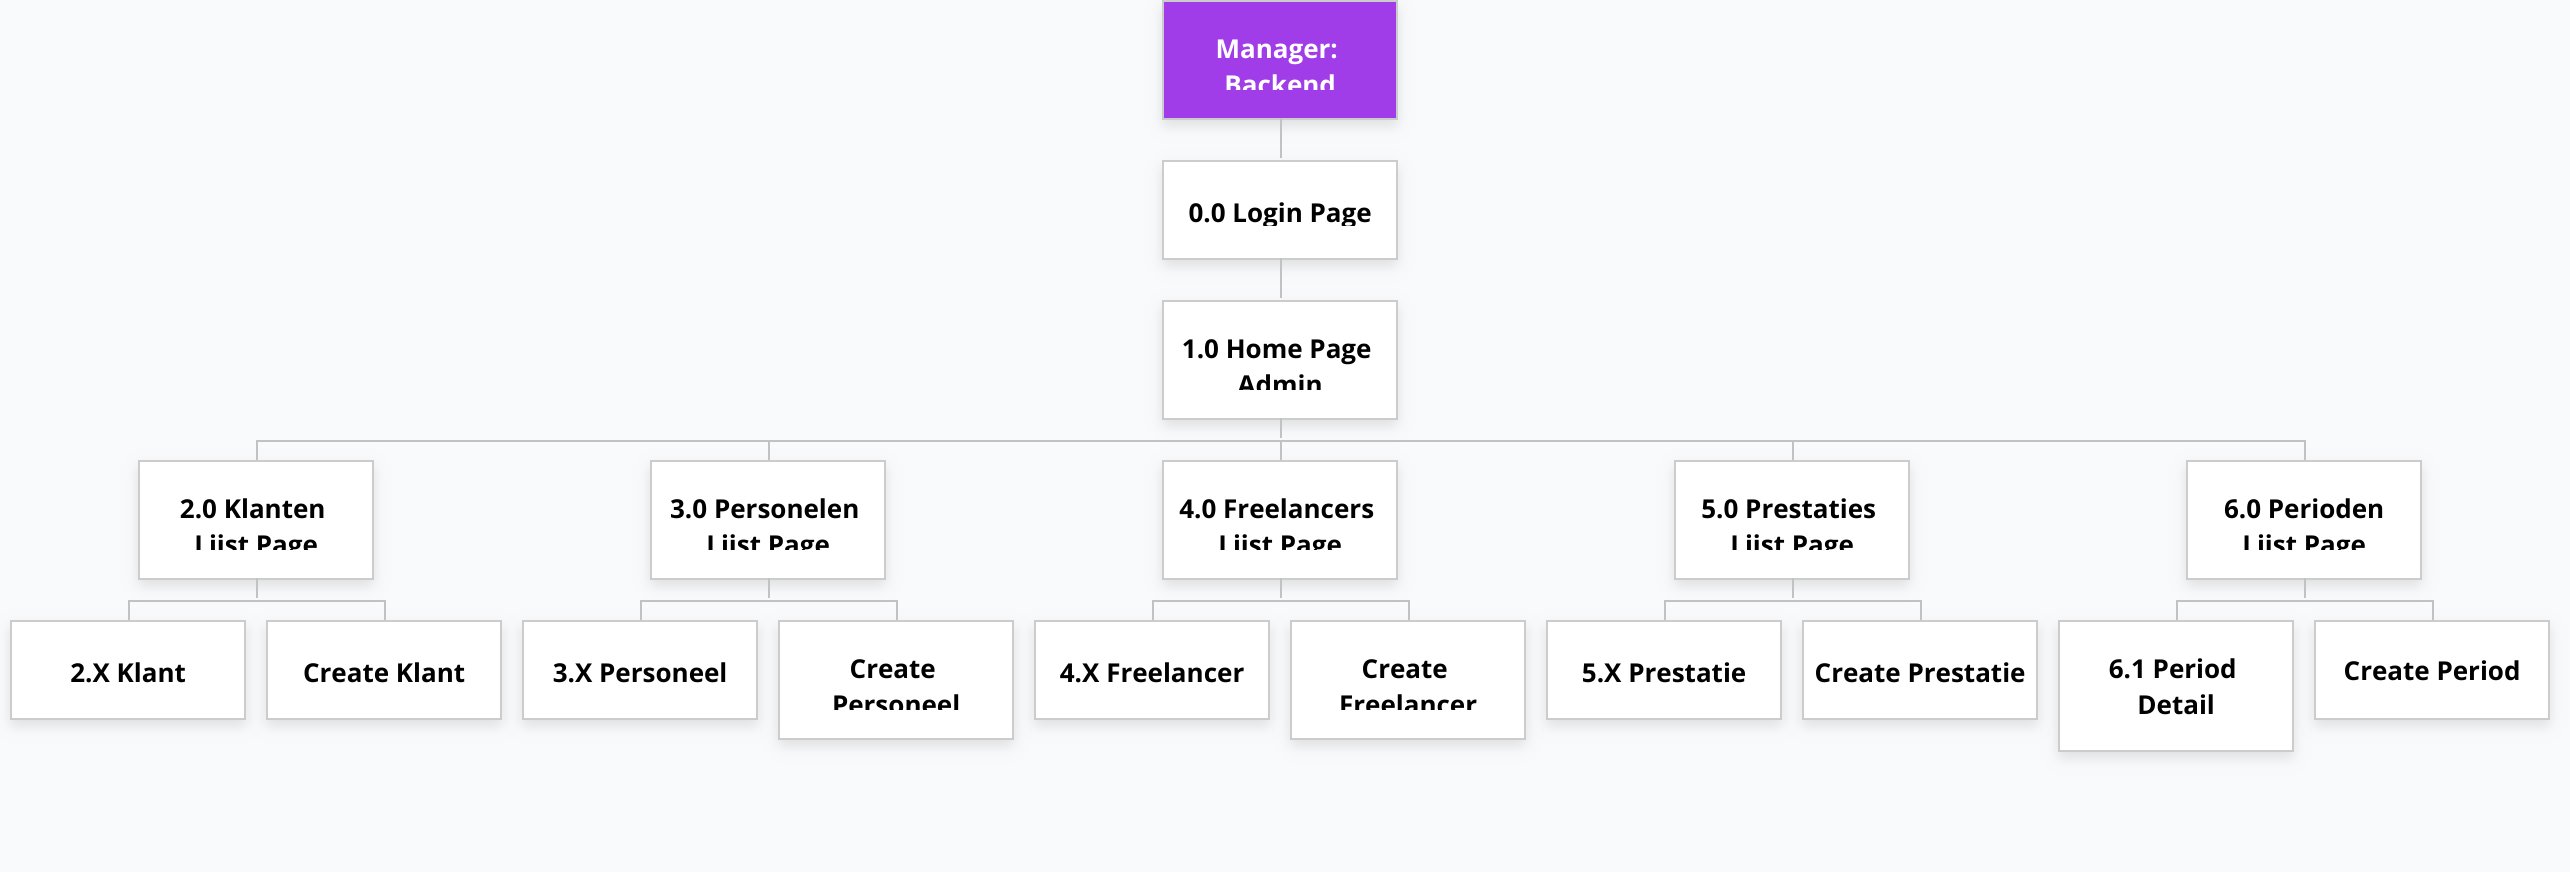 Manager:
Backend
0.0 Login Page
1.0 Home Page
Admin
2.0 Klanten
Lijst Page
3.0 Personelen
Lijst Page
4.0 Freelancers
Lijst Page
5.0 Prestaties
Lijst Page
6.0 Perioden
Lijst Page
2.X Klant
Create Klant
3.X Personeel
Create
Personeel
4.X Freelancer
Create
Freelancer
5.X Prestatie
Create Prestatie
6.1 Period
Detail
Create Period